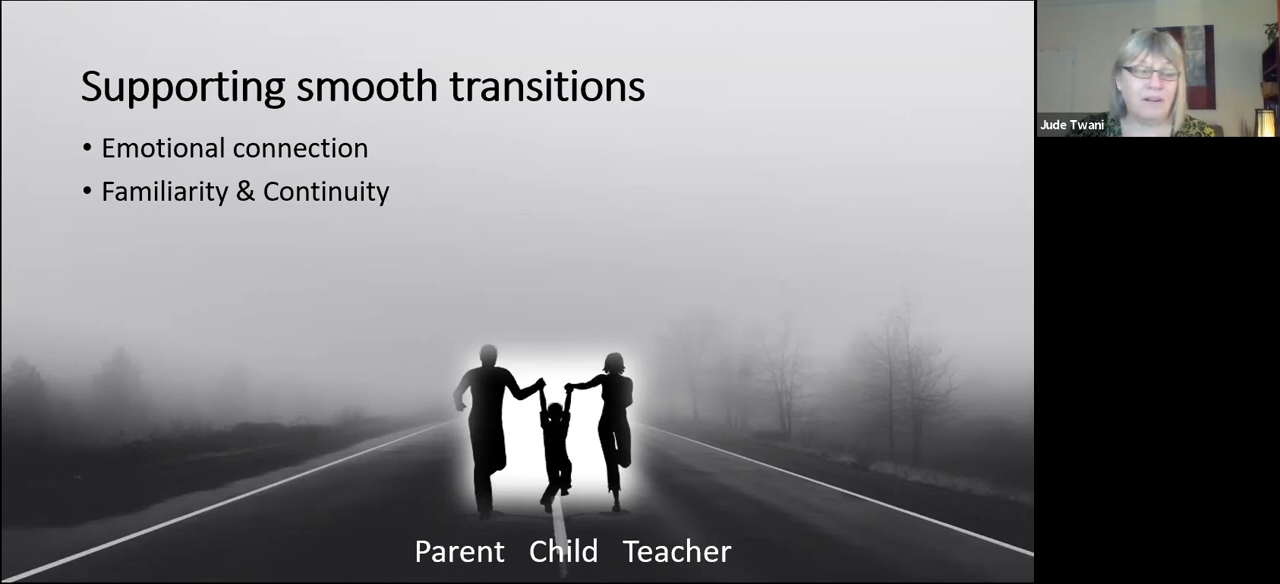 Supporting smooth transitions
• Emotional connection
• Familiarity & Continuity
Parent Child Teacher
Jude Twani